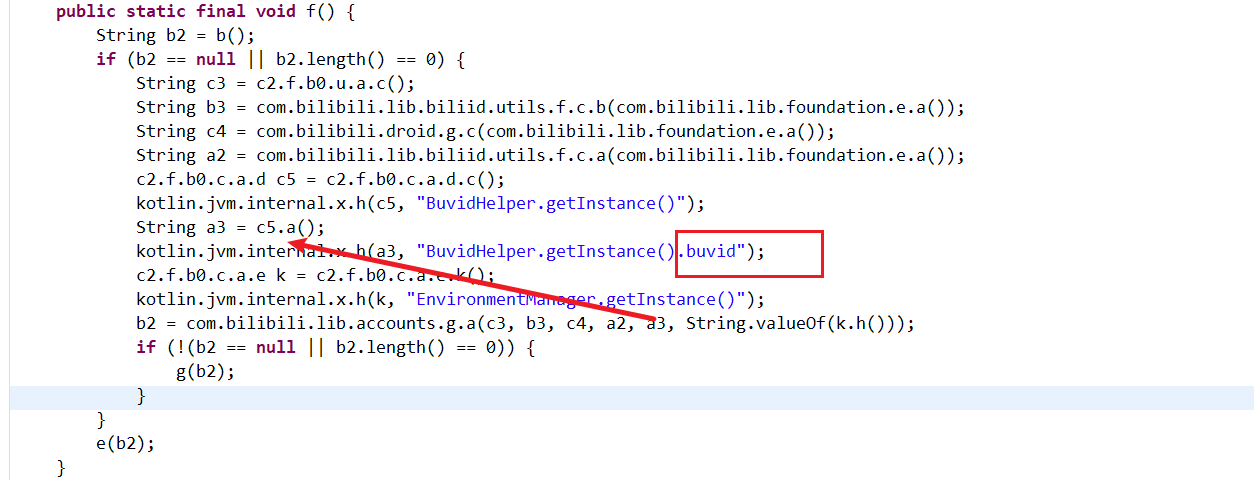 public static final void f() {
String b2 = b();
if (b2 == null || b2.length() == 0) {
String c3 = c2.f.b0.u.a.c();
String b3 = com.bilibili.lib.biliid.utils.f.c.b(com.bilibili.lib.foundation.e.a());
String c4 = com.bilibili.droid.g.c(com.bilibili.lib.foundation.e.a());
String a2 = com.bilibili.lib.biliid.utils.f.c.a(com.bilibili.lib.foundation.e.a());
c2.f.b0.c.a.d c5 = c2.f.b0.c.a.d.c();
kotlin.jvm.internal.x.h(c5, "BuvidHelper.getInstance()");
String a3 = c5.a();
kotlin.jvm.internal.x.h(a3, "BuvidHelper.getInstance().buvid");
c2.f.b0.c.a.e k = c2.f.b0.c.a.e.k();
kotlin.jvm.internal.x.h(k, "EnvironmentManager.getInstance()");
b2 = com.bilibili.lib.accounts.g.a(c3, b3, c4, a2, a3, String.valueOf(k.h()));
if (!(b2 == null || b2.length() == 0)) {
g(b2);
}
}
e(b2);
}